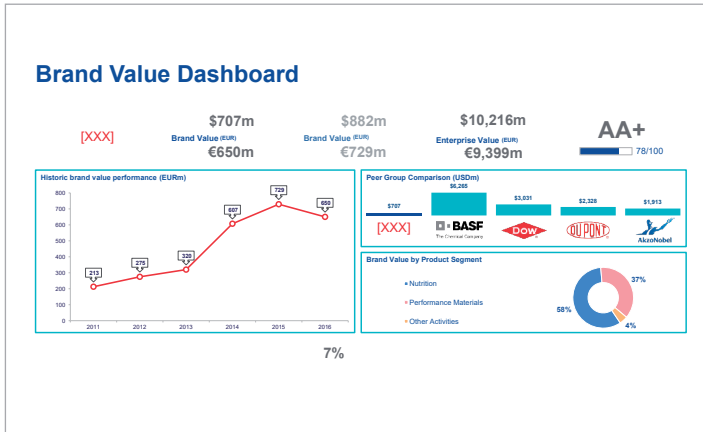 Brand Value Dashboard
[XXX]
$707m
Brand Value (EUR)
€650m
$882m
Brand Value (EUR)
€729m
$10,216m
Enterprise Value (EUR)
€9,399m
AA+
78/100
Historic brand value performance (EURm)
800
700
600
500
400
300
200
100
0
213
275
320
607
729
650
2011 2012 2013 2014 2015 2016
Peer Group Comparison (USDm)
$707 $6,265 $3,031 $2,328 $1,913
[XXX]
BASF
The Chemical Company
Dow
DUPONT
AkzoNobel
Brand Value by Product Segment
Nutrition
Performance Materials
Other Activities
58%
37%
4%
7%